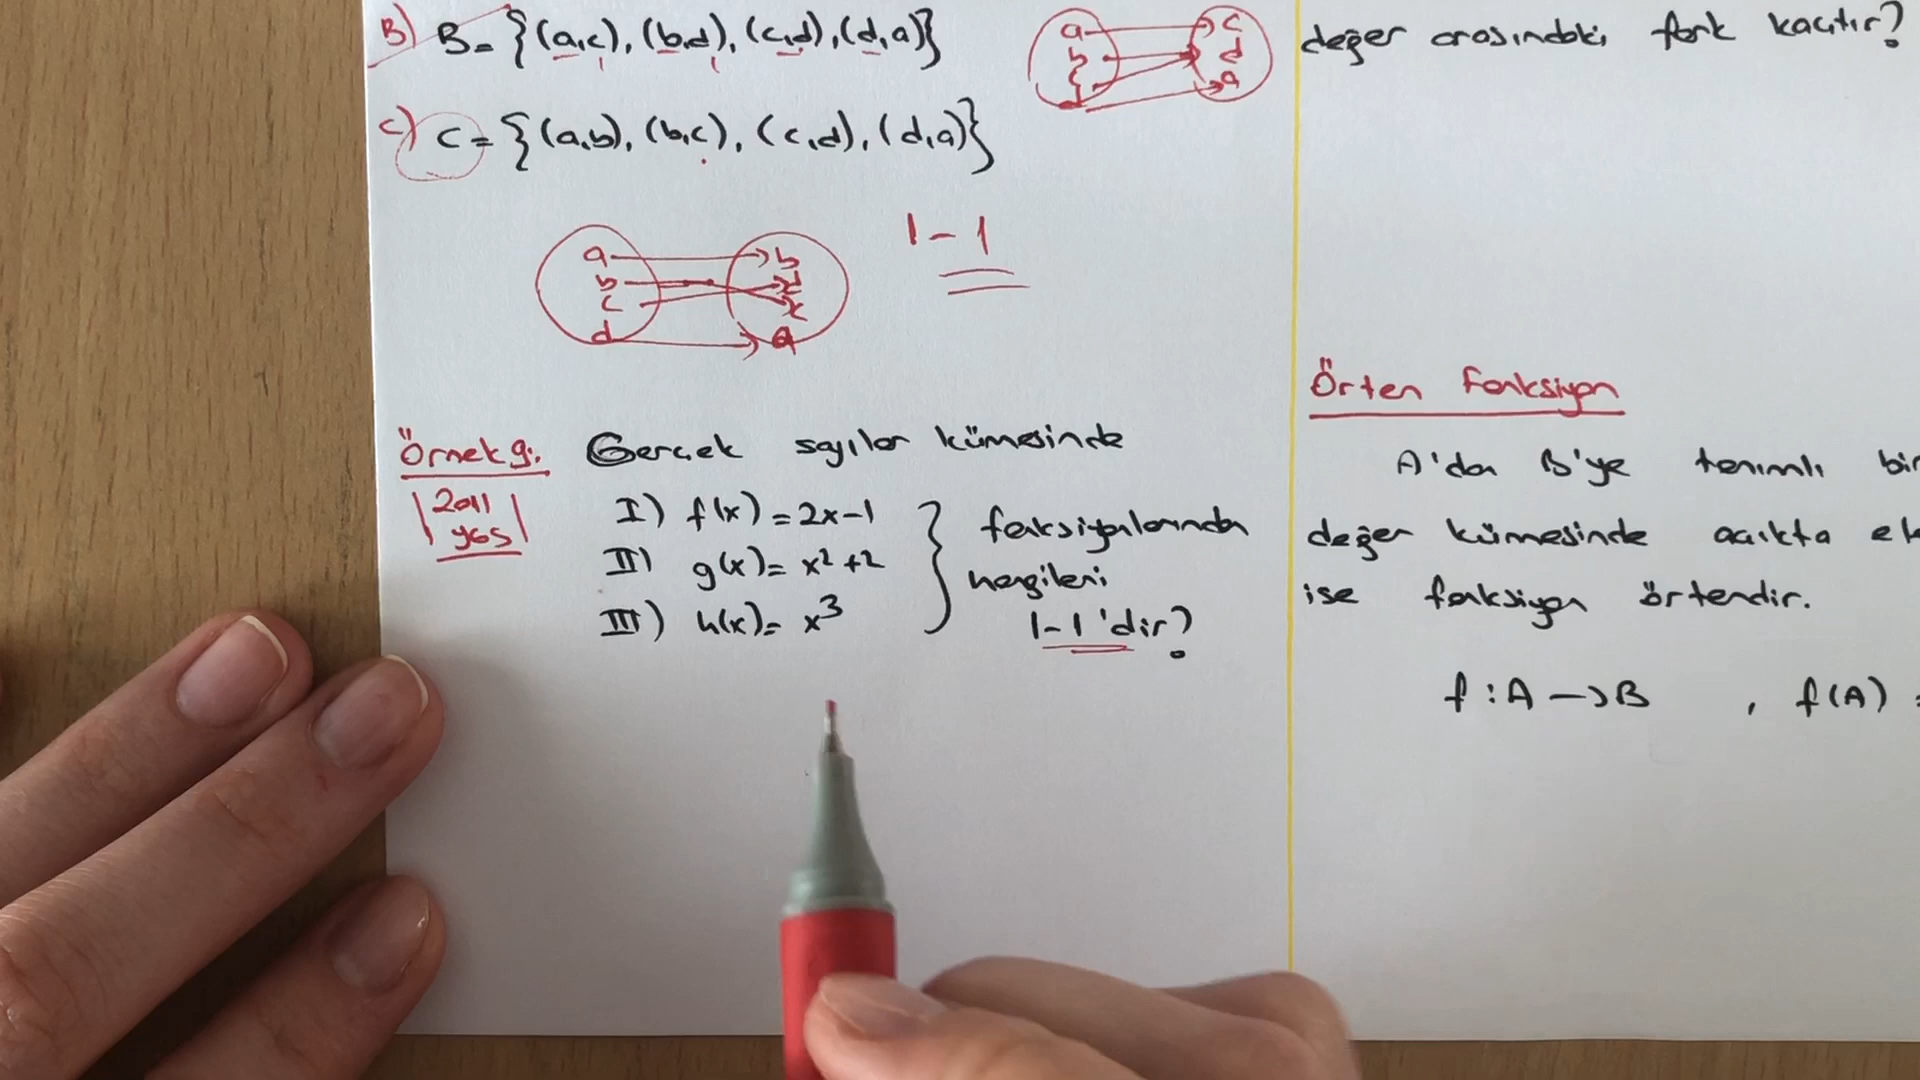 B) B = {(a,c), (b,d), (c,d), (d,a)}
a b c d
c d a
C) C = {(a,b), (b,c), (c,d), (d,a)}
a b c d
b d c a
1-1
Örnek 9:
2011 YGS
Gerçek sayılar kümesinde
I) f(x) = 2x-1
II) g(x) = x²+2
III) h(x) = x³
fonksiyonlarından
hangileri
1-1'dir?
değer arasındaki fark kaçtır?
Örten Fonksiyon
A'dan B'ye tanımlı bir
değer kümesinde açıkta el
ise fonksiyon örtendir.
f : A → B , f(A) =